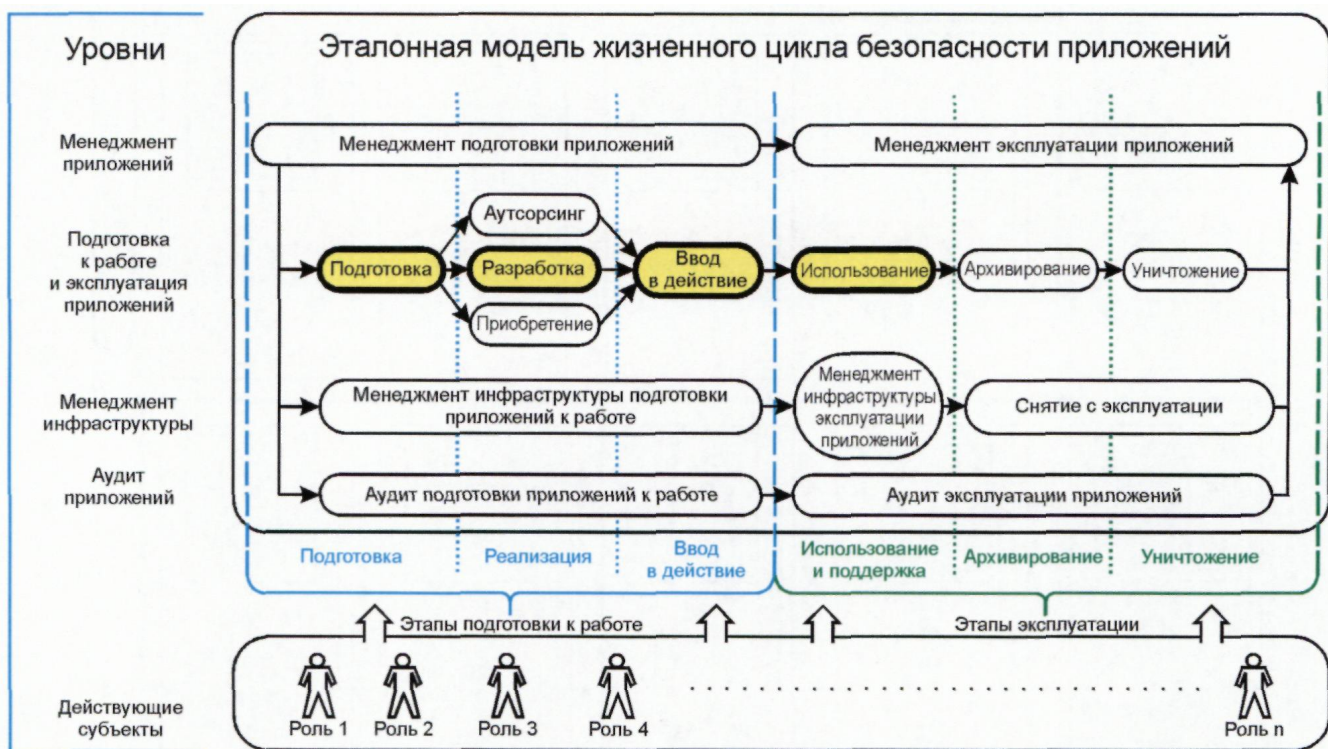 Уровни
Эталонная модель жизненного цикла безопасности приложений
Менеджмент
приложений
Менеджмент подготовки приложений
Менеджмент эксплуатации приложений
Подготовка
к работе
и эксплуатация
приложений
Подготовка
Аутсорсинг
Разработка
Приобретение
Ввод
в действие
Использование
Архивирование
Уничтожение
Менеджмент
инфраструктуры
Менеджмент инфраструктуры подготовки
приложений к работе
Менеджмент
инфраструктуры
эксплуатации
приложений
Снятие с эксплуатации
Аудит
приложений
Аудит подготовки приложений к работе
Аудит эксплуатации приложений
Подготовка
Реализация
Ввод
в действие
Использование
и поддержка
Архивирование
Уничтожение
Этапы подготовки к работе
Этапы эксплуатации
Действующие
субъекты
Роль 1
Роль 2
Роль 3
Роль 4
Роль n